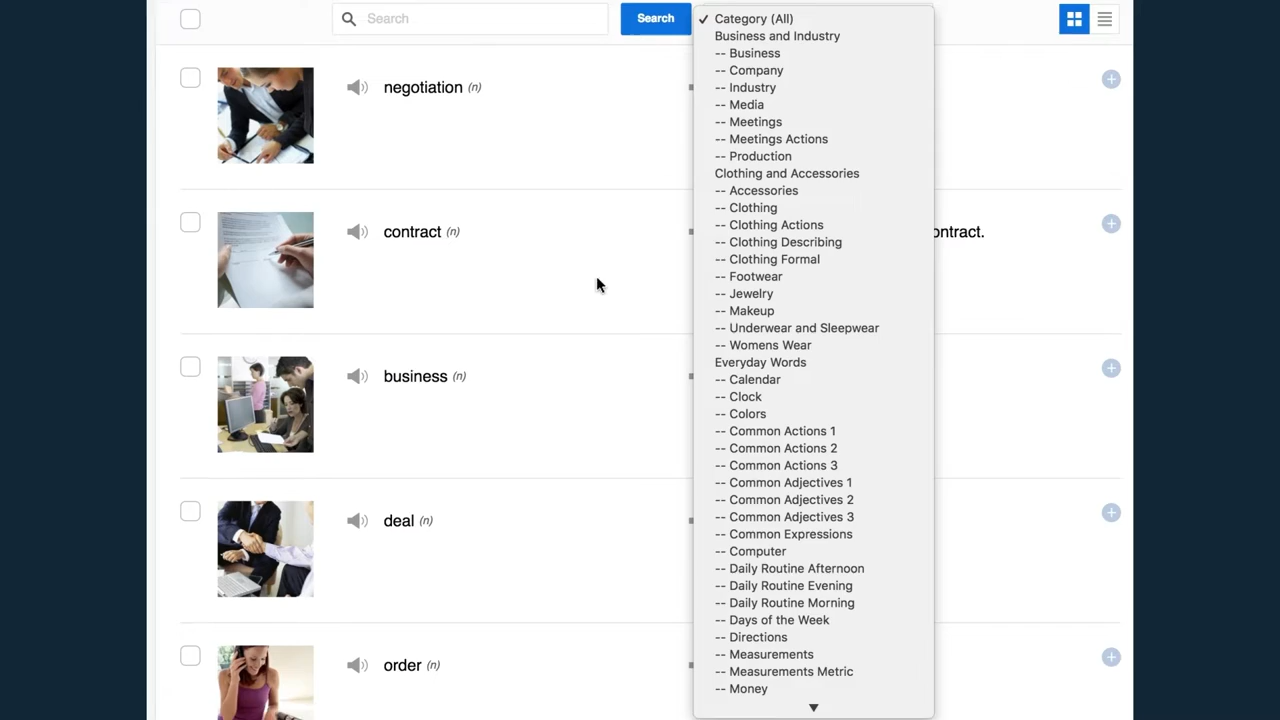 Search
Search
✓ Category (All)
Business and Industry
-- Business
-- Company
-- Industry
-- Media
-- Meetings
-- Meetings Actions
-- Production
Clothing and Accessories
-- Accessories
-- Clothing
-- Clothing Actions
-- Clothing Describing
-- Clothing Formal
-- Footwear
-- Jewelry
-- Makeup
-- Underwear and Sleepwear
-- Womens Wear
Everyday Words
-- Calendar
-- Clock
-- Colors
-- Common Actions 1
-- Common Actions 2
-- Common Actions 3
-- Common Adjectives 1
-- Common Adjectives 2
-- Common Adjectives 3
-- Common Expressions
-- Computer
-- Daily Routine Afternoon
-- Daily Routine Evening
-- Daily Routine Morning
-- Days of the Week
-- Directions
-- Measurements
-- Measurements Metric
-- Money
negotiation (n)
contract (n)
ontract.
business (n)
deal (n)
order (n)